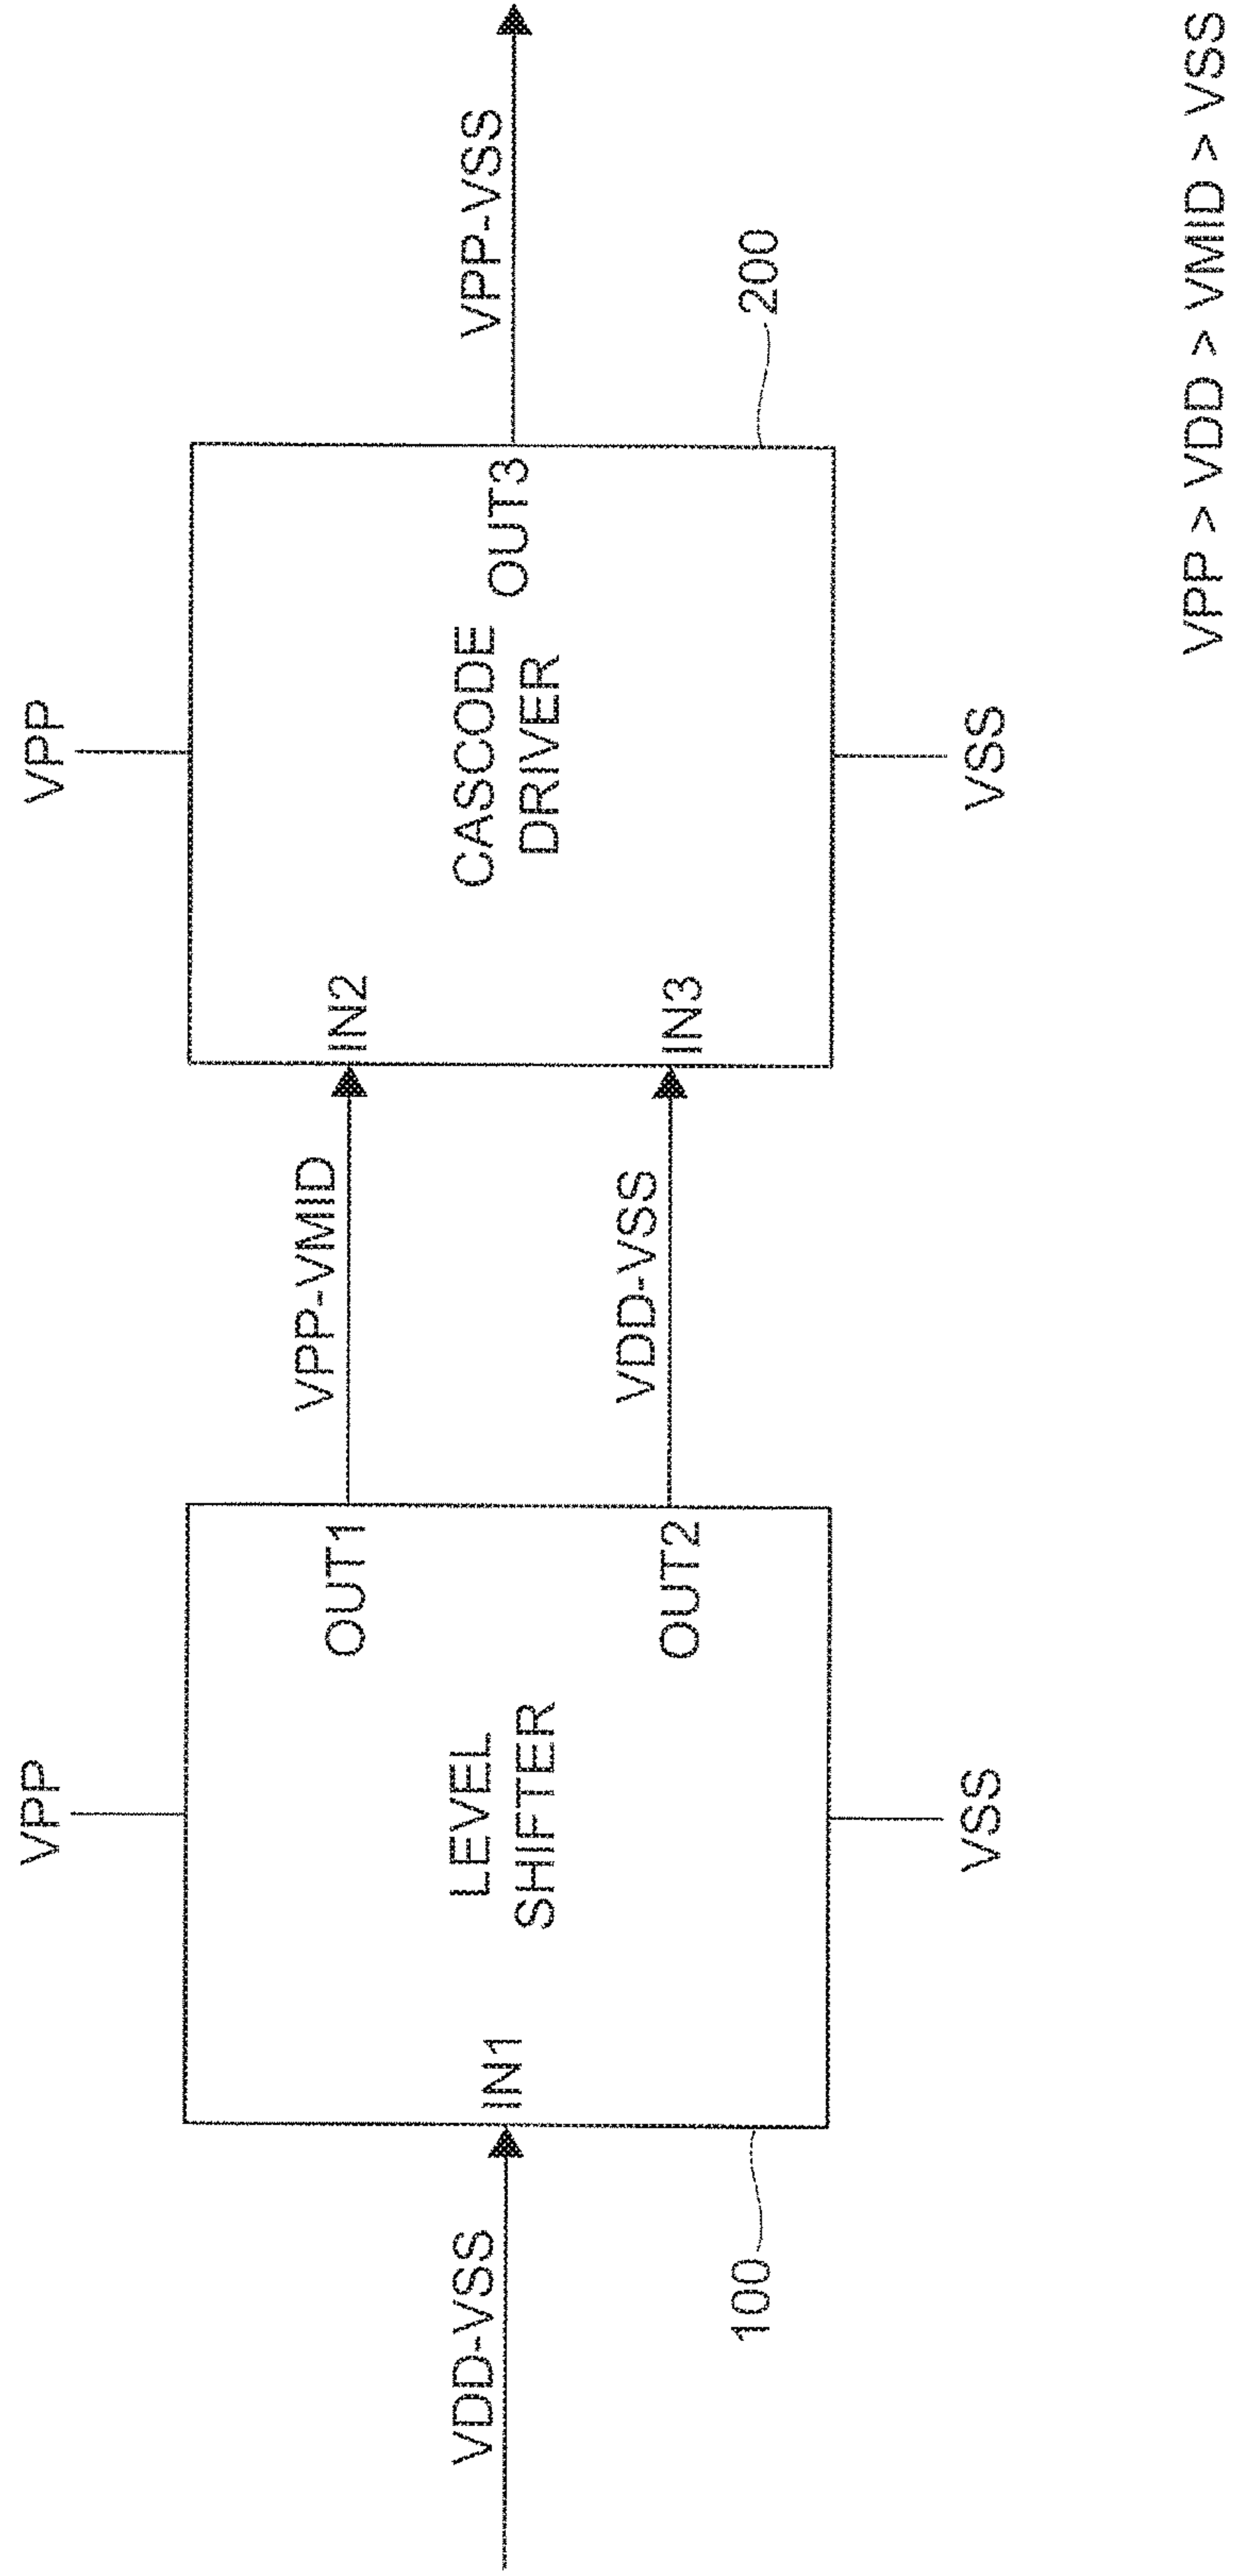 VPP
VPP
VDD-VSS
IN1
LEVEL
SHIFTER
OUT1
OUT2
VPP-VMID
VDD-VSS
IN2
IN3
CASCODE
DRIVER
OUT3
VPP-VSS
100
200
VSS
VSS
VPP > VDD > VMID > VSS